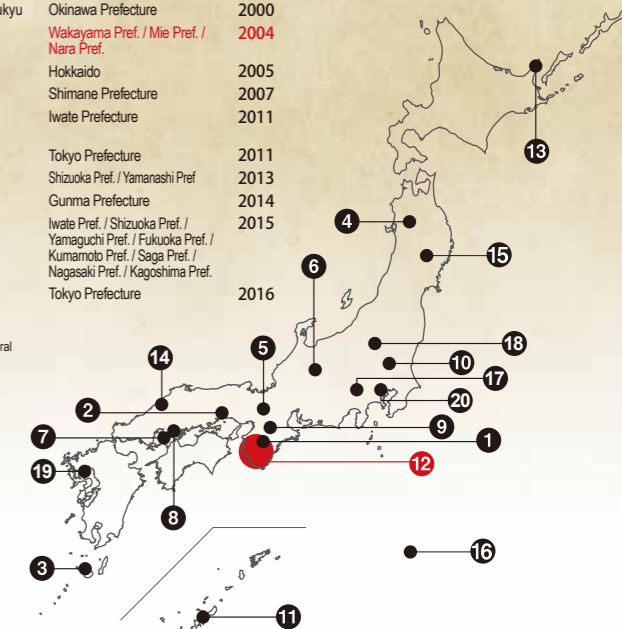 ukyu Okinawa Prefecture 2000
Wakayama Pref. / Mie Pref. / 2004
Nara Pref.
Hokkaido 2005
Shimane Prefecture 2007
Iwate Prefecture 2011
Tokyo Prefecture 2011
Shizuoka Pref. / Yamanashi Pref 2013
Gunma Prefecture 2014
Iwate Pref. / Shizuoka Pref. / 2015
Yamaguchi Pref. / Fukuoka Pref. /
Kumamoto Pref. / Saga Pref. /
Nagasaki Pref. / Kagoshima Pref.
Tokyo Prefecture 2016
ral
13
4
15
6
18
14
5
10
2
17
20
7
9
1
19
12
8
16
3
11